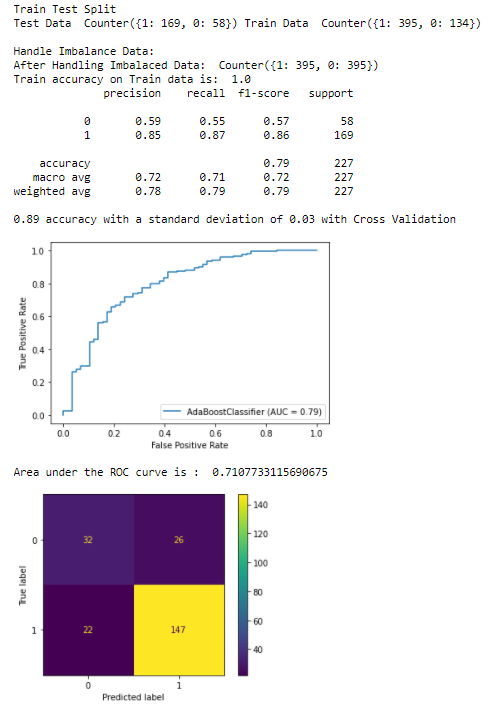 Train Test Split
Test Data  Counter({1: 169, 0: 58}) Train Data  Counter({1: 395, 0: 134})
Handle Imbalance Data:
After Handling Imbalaced Data:  Counter({1: 395, 0: 395})
Train accuracy on Train data is:  1.0
precision    recall  f1-score   support
0       0.59      0.55      0.57        58
1       0.85      0.87      0.86       169
accuracy                           0.79       227
macro avg       0.72      0.71      0.72       227
weighted avg       0.78      0.79      0.79       227
0.89 accuracy with a standard deviation of 0.03 with Cross Validation
1.0
0.8
0.6
0.4
0.2
0.0
True Positive Rate
AdaBoostClassifier (AUC = 0.79)
0.0 0.2 0.4 0.6 0.8 1.0
False Positive Rate
Area under the ROC curve is :  0.7107733115690675
0 32 26
1 22 147
True label
0 1
Predicted label
140
120
100
80
60
40